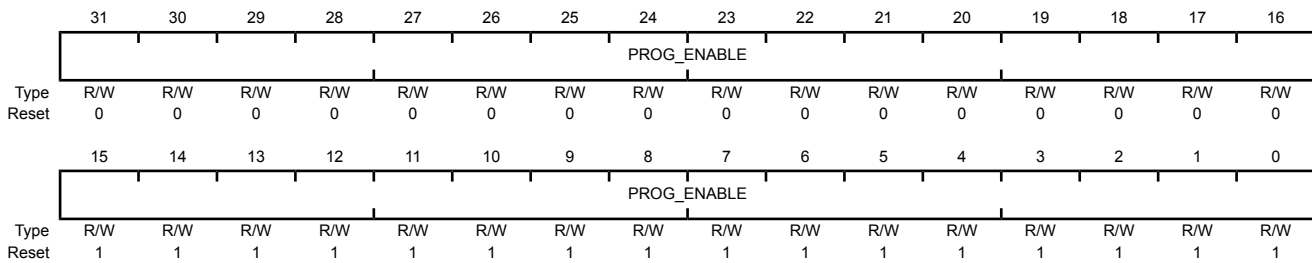 31 30 29 28 27 26 25 24 23 22 21 20 19 18 17 16
PROG_ENABLE
Type R/W R/W R/W R/W R/W R/W R/W R/W R/W R/W R/W R/W R/W R/W R/W R/W
Reset 0 0 0 0 0 0 0 0 0 0 0 0 0 0 0 0
15 14 13 12 11 10 9 8 7 6 5 4 3 2 1 0
PROG_ENABLE
Type R/W R/W R/W R/W R/W R/W R/W R/W R/W R/W R/W R/W R/W R/W R/W R/W
Reset 1 1 1 1 1 1 1 1 1 1 1 1 1 1 1 1